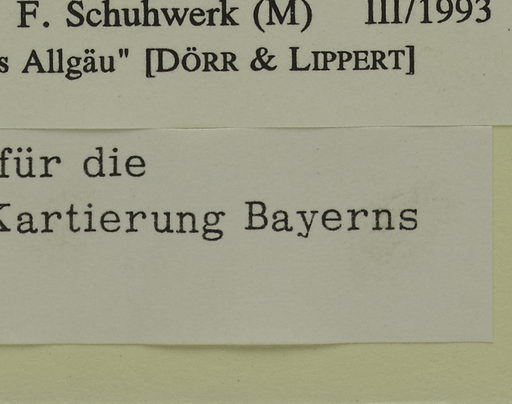 F. Schuhwerk (M) III/1993
s Allgäu" [DÖRR & LIPPERT]
für die
Kartierung Bayerns